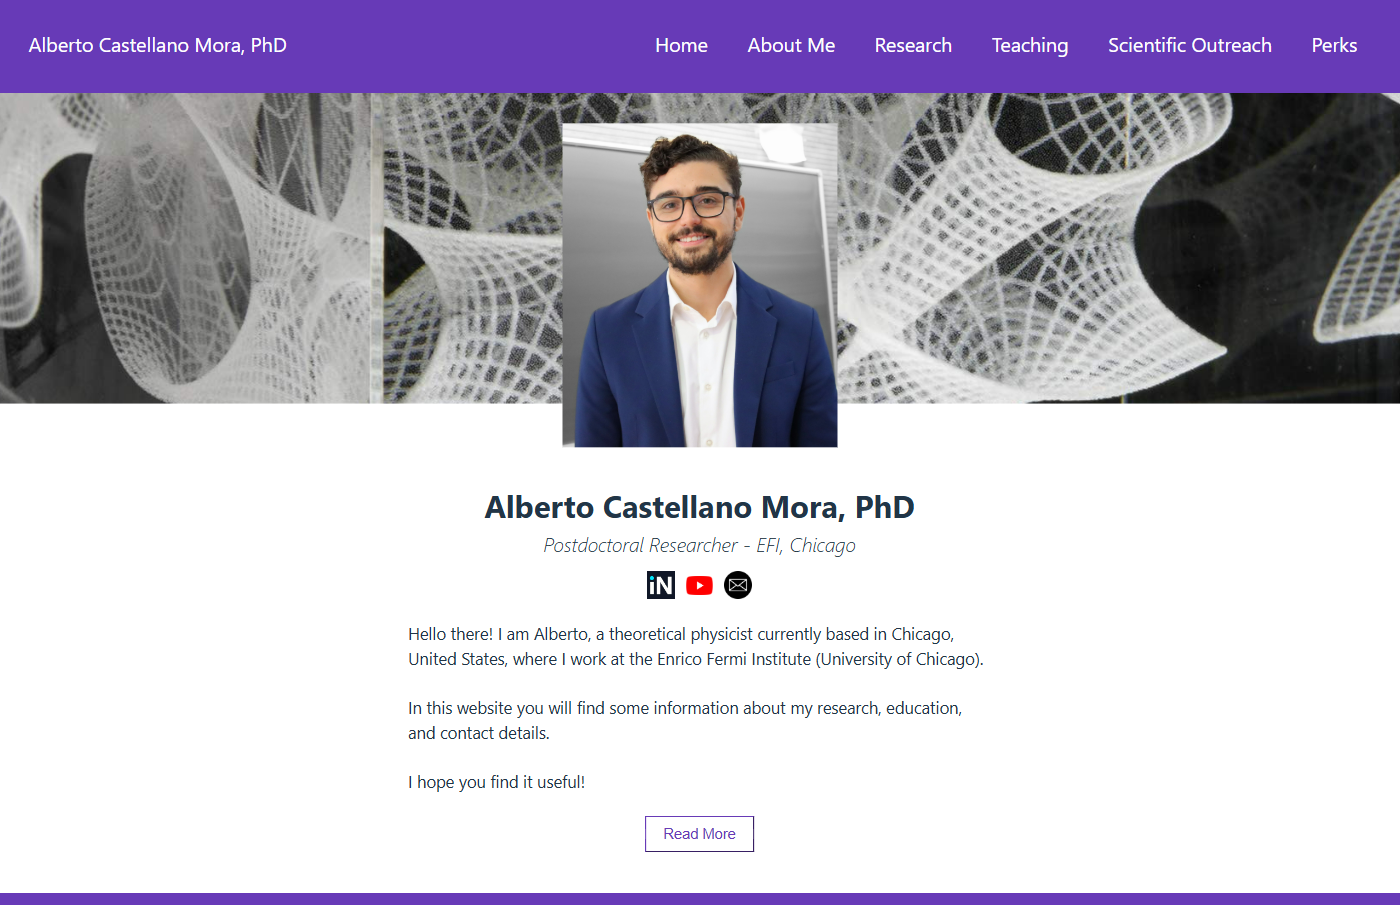 Alberto Castellano Mora, PhD
Home About Me Research Teaching Scientific Outreach Perks
Alberto Castellano Mora, PhD
Postdoctoral Researcher - EFI, Chicago
iN
Hello there! I am Alberto, a theoretical physicist currently based in Chicago,
United States, where I work at the Enrico Fermi Institute (University of Chicago).
In this website you will find some information about my research, education,
and contact details.
I hope you find it useful!
Read More